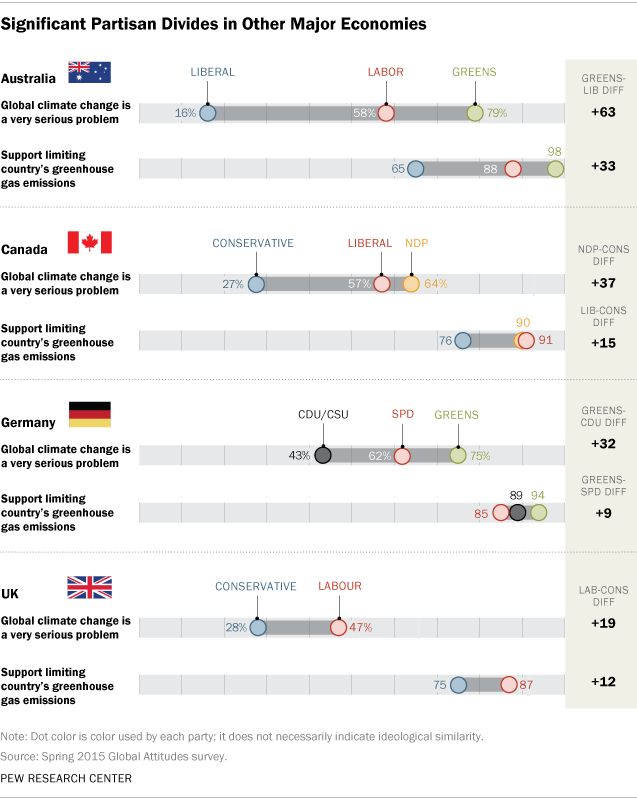 Significant Partisan Divides in Other Major Economies
GREENS-
LIB DIFF
Australia
LIBERAL
LABOR
GREENS
Global climate change is
a very serious problem
16%
58%
79%
+63
Support limiting
country's greenhouse
gas emissions
65
88
98
+33
NDP-CONS
DIFF
Canada
CONSERVATIVE
LIBERAL
NDP
Global climate change is
a very serious problem
27%
57%
64%
+37
LIB-CONS
DIFF
Support limiting
country's greenhouse
gas emissions
76
90
91
+15
GREENS-
CDU DIFF
Germany
CDU/CSU
SPD
GREENS
Global climate change is
a very serious problem
43%
62%
75%
+32
GREENS-
SPD DIFF
Support limiting
country's greenhouse
gas emissions
85
89
94
+9
LAB-CONS
DIFF
UK
CONSERVATIVE
LABOUR
Global climate change is
a very serious problem
28%
47%
+19
Support limiting
country's greenhouse
gas emissions
75
87
+12
Note: Dot color is color used by each party; it does not necessarily indicate ideological similarity.
Source: Spring 2015 Global Attitudes survey.
PEW RESEARCH CENTER